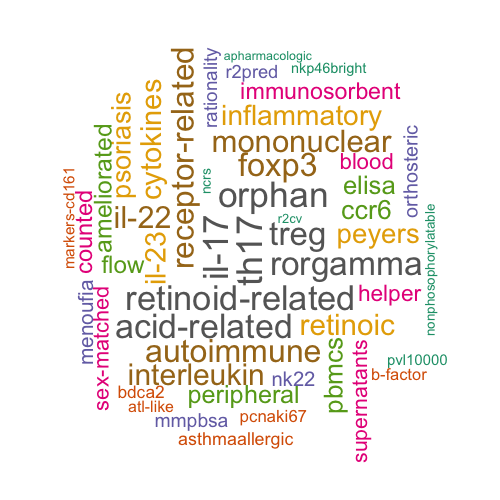 apharmacologic
r2pred
nkp46bright
rationality
immunosorbent
receptor-related
cytokines
psoriasis
inflammatory
orthosteric
ameliorated
mononuclear
markers-cd161
foxp3
blood
ncrs
orphan
elisa
counted
il-22
r2cv
ccr6
il-17
th17
treg
peyers
nonphosophorylatable
flow
il-23
rorgamma
menoufia
retinoid-related
helper
sex-matched
acid-related
retinoic
autoimmune
pbmcs
supernatants
pvl10000
interleukin
nk22
b-factor
bdca2
peripheral
atl-like
mmpbsa
pcnaki67
asthmaallergic